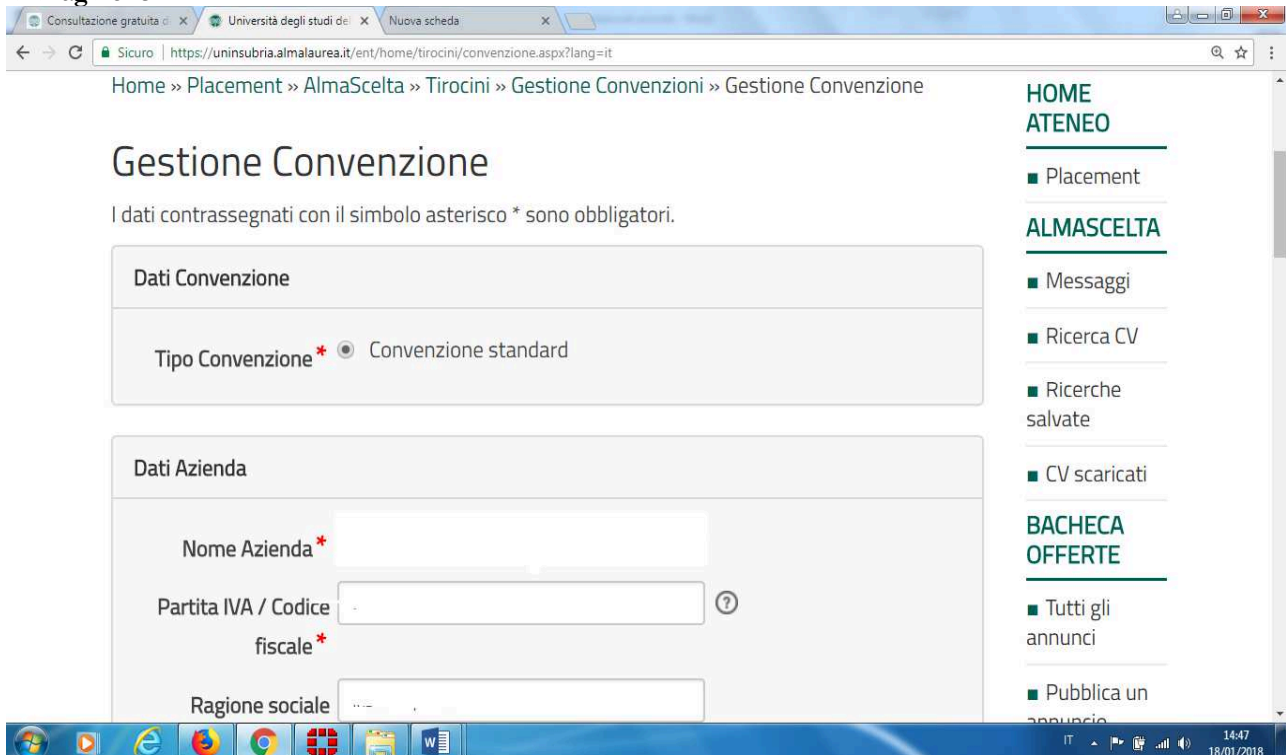 Consultazione gratuita d
Università degli studi de
Nuova scheda
Sicuro | https://uninsubria.almalaurea.it/ent/home/tirocini/convenzione.aspx?lang=it
Home » Placement » AlmaScelta » Tirocini » Gestione Convenzioni » Gestione Convenzione
Gestione Convenzione
I dati contrassegnati con il simbolo asterisco * sono obbligatori.
Dati Convenzione
Tipo Convenzione * Convenzione standard
Dati Azienda
Nome Azienda *
Partita IVA / Codice
fiscale *
Ragione sociale
HOME
ATENEO
Placement
ALMASCELTA
Messaggi
Ricerca CV
Ricerche
salvate
CV scaricati
BACHECA
OFFERTE
Tutti gli
annunci
Pubblica un
annuncio
IT
14:47
18/01/2018